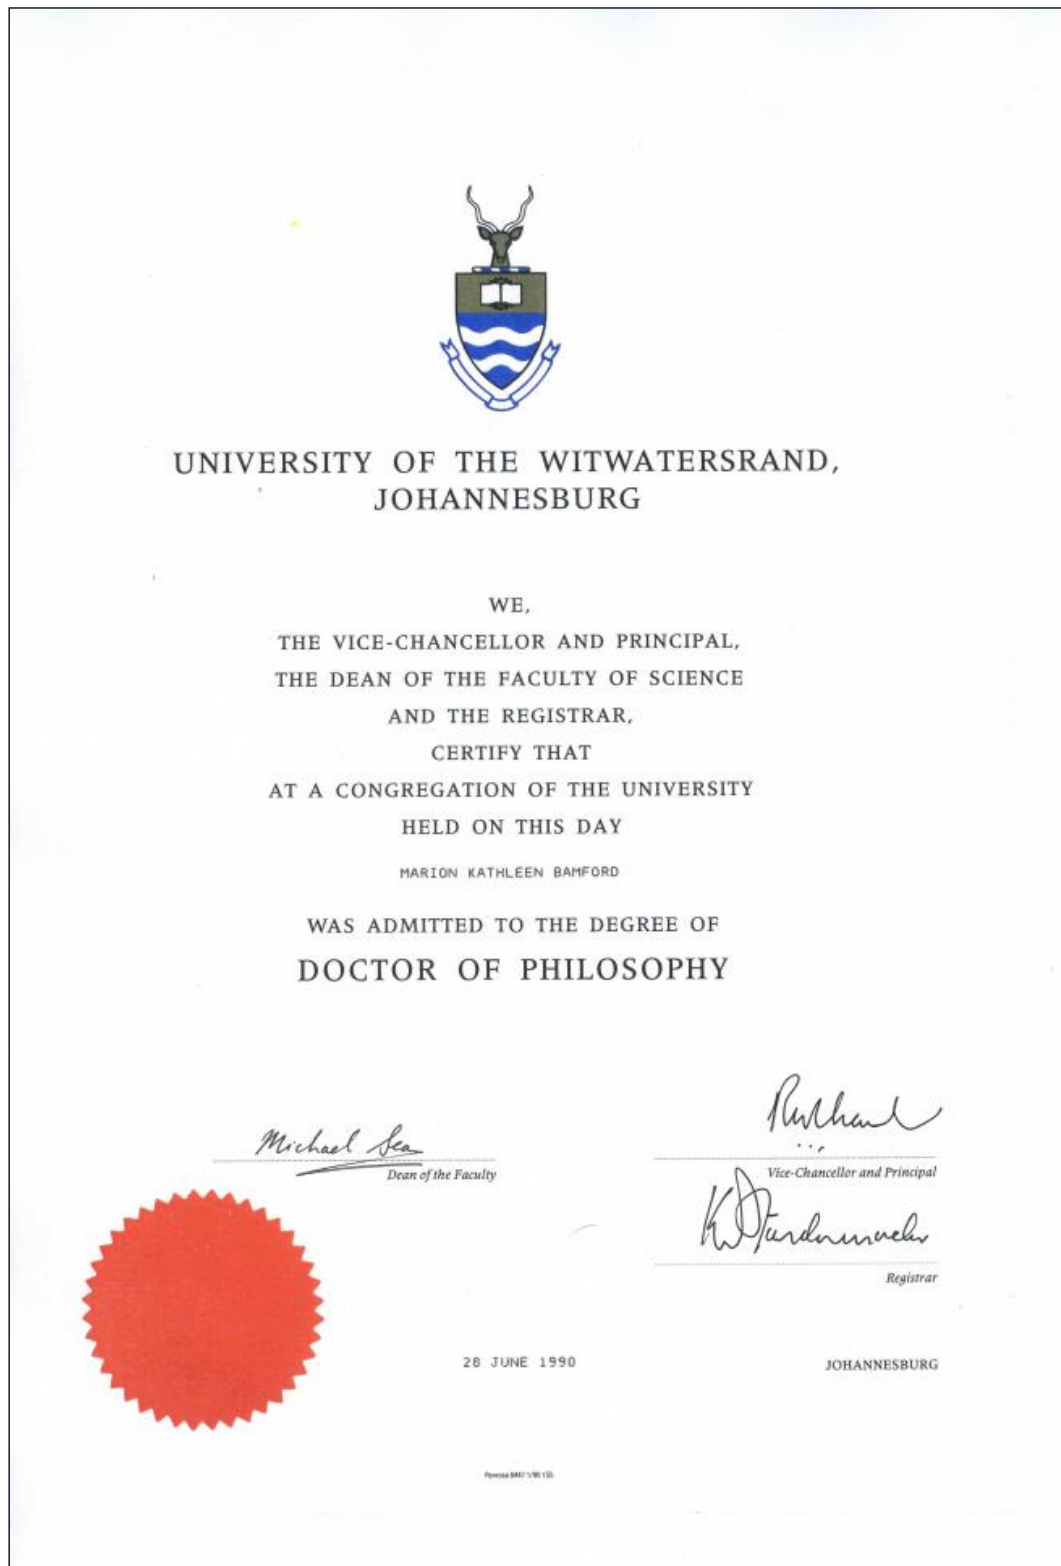 UNIVERSITY OF THE WITWATERSRAND,
JOHANNESBURG
WE,
THE VICE-CHANCELLOR AND PRINCIPAL,
THE DEAN OF THE FACULTY OF SCIENCE
AND THE REGISTRAR,
CERTIFY THAT
AT A CONGREGATION OF THE UNIVERSITY
HELD ON THIS DAY
MARION KATHLEEN BAMFORD
WAS ADMITTED TO THE DEGREE OF
DOCTOR OF PHILOSOPHY
Michael
Dean of the Faculty
Vice-Chancellor and Principal
Registrar
28 JUNE 1990
JOHANNESBURG